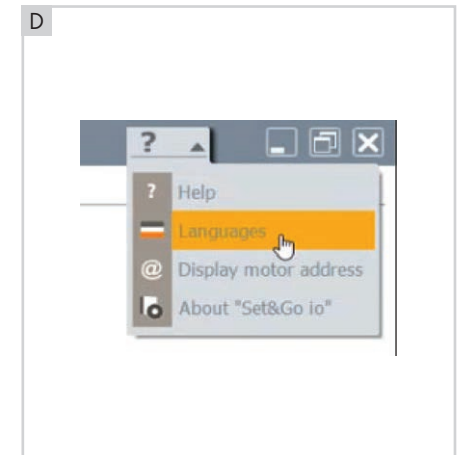 D
?
? Help
Languages
@ Display motor address
About "Set&Go io"